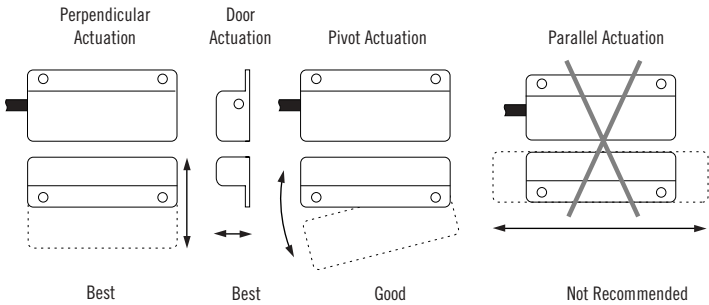 Perpendicular
Actuation
Door
Actuation
Pivot Actuation
Parallel Actuation
Best
Best
Good
Not Recommended